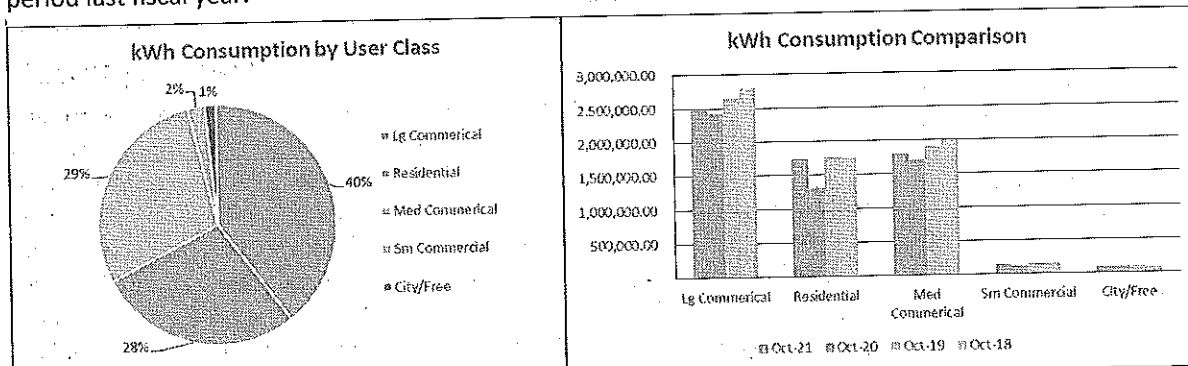 period last fiscal year.
kWh Consumption by User Class
2%
1%
29%
40%
28%
Lg Commerical
Residential
Med Commerical
Sm Commercial
City/Free
kWh Consumption Comparison
3,000,000.00
2,500,000.00
2,000,000.00
1,500,000.00
1,000,000.00
500,000.00
-
Lg Commerical
Residential
Med
Commerical
Sm Commercial
City/Free
Oct-21 Oct-20 Oct-19 Oct-18